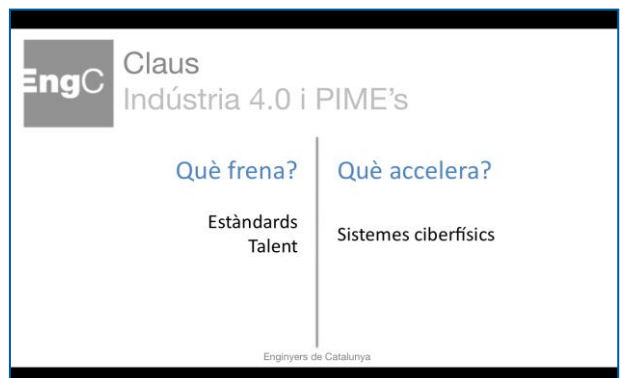 EngC
Claus
Indústria 4.0 i PIME's
Què frena?
Estàndards
Talent
Què accelera?
Sistemes ciberfísics
Enginyers de Catalunya